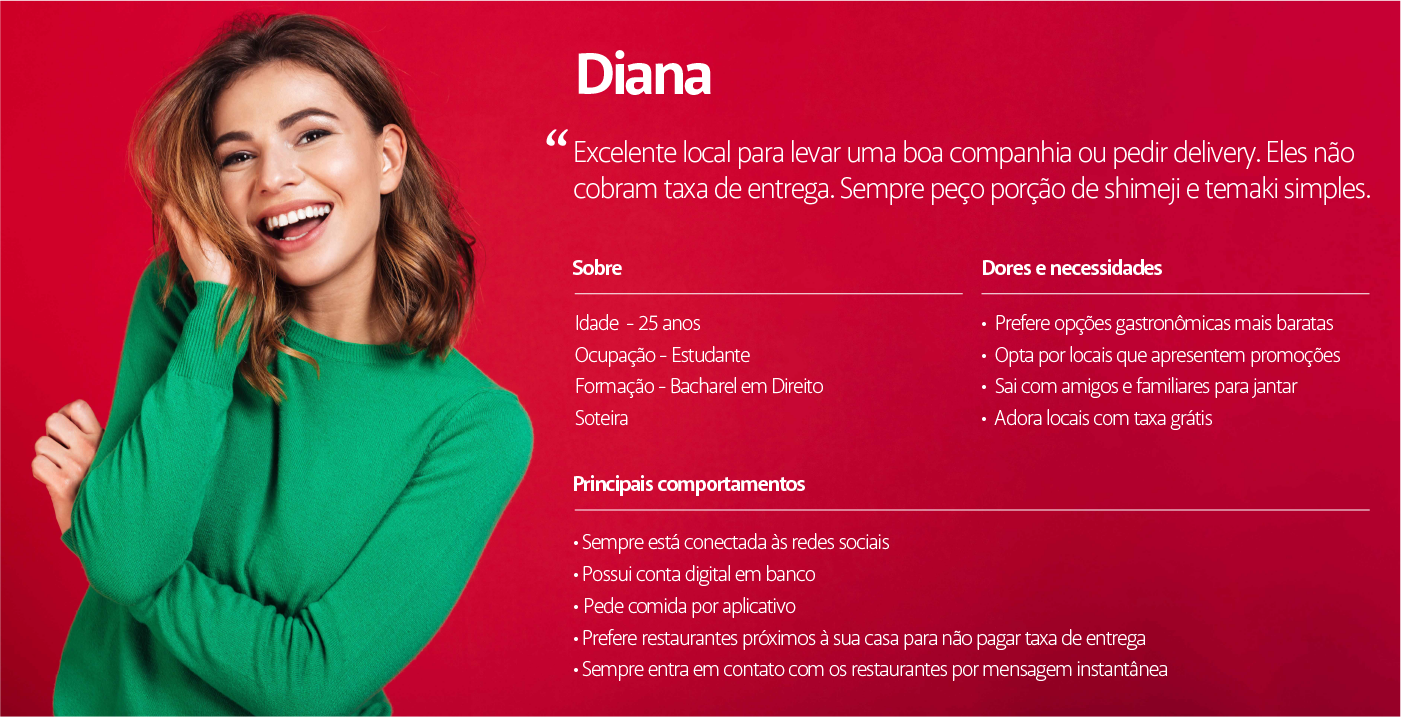 Diana
“ Excelente local para levar uma boa companhia ou pedir delivery. Eles não
cobram taxa de entrega. Sempre peço porção de shimeji e temaki simples.
Sobre
Idade - 25 anos
Ocupação - Estudante
Formação - Bacharel em Direito
Soteira
Dores e necessidades
• Prefere opções gastronômicas mais baratas
• Opta por locais que apresentem promoções
• Sai com amigos e familiares para jantar
• Adora locais com taxa grátis
Principais comportamentos
• Sempre está conectada às redes sociais
• Possui conta digital em banco
• Pede comida por aplicativo
• Prefere restaurantes próximos à sua casa para não pagar taxa de entrega
• Sempre entra em contato com os restaurantes por mensagem instantânea